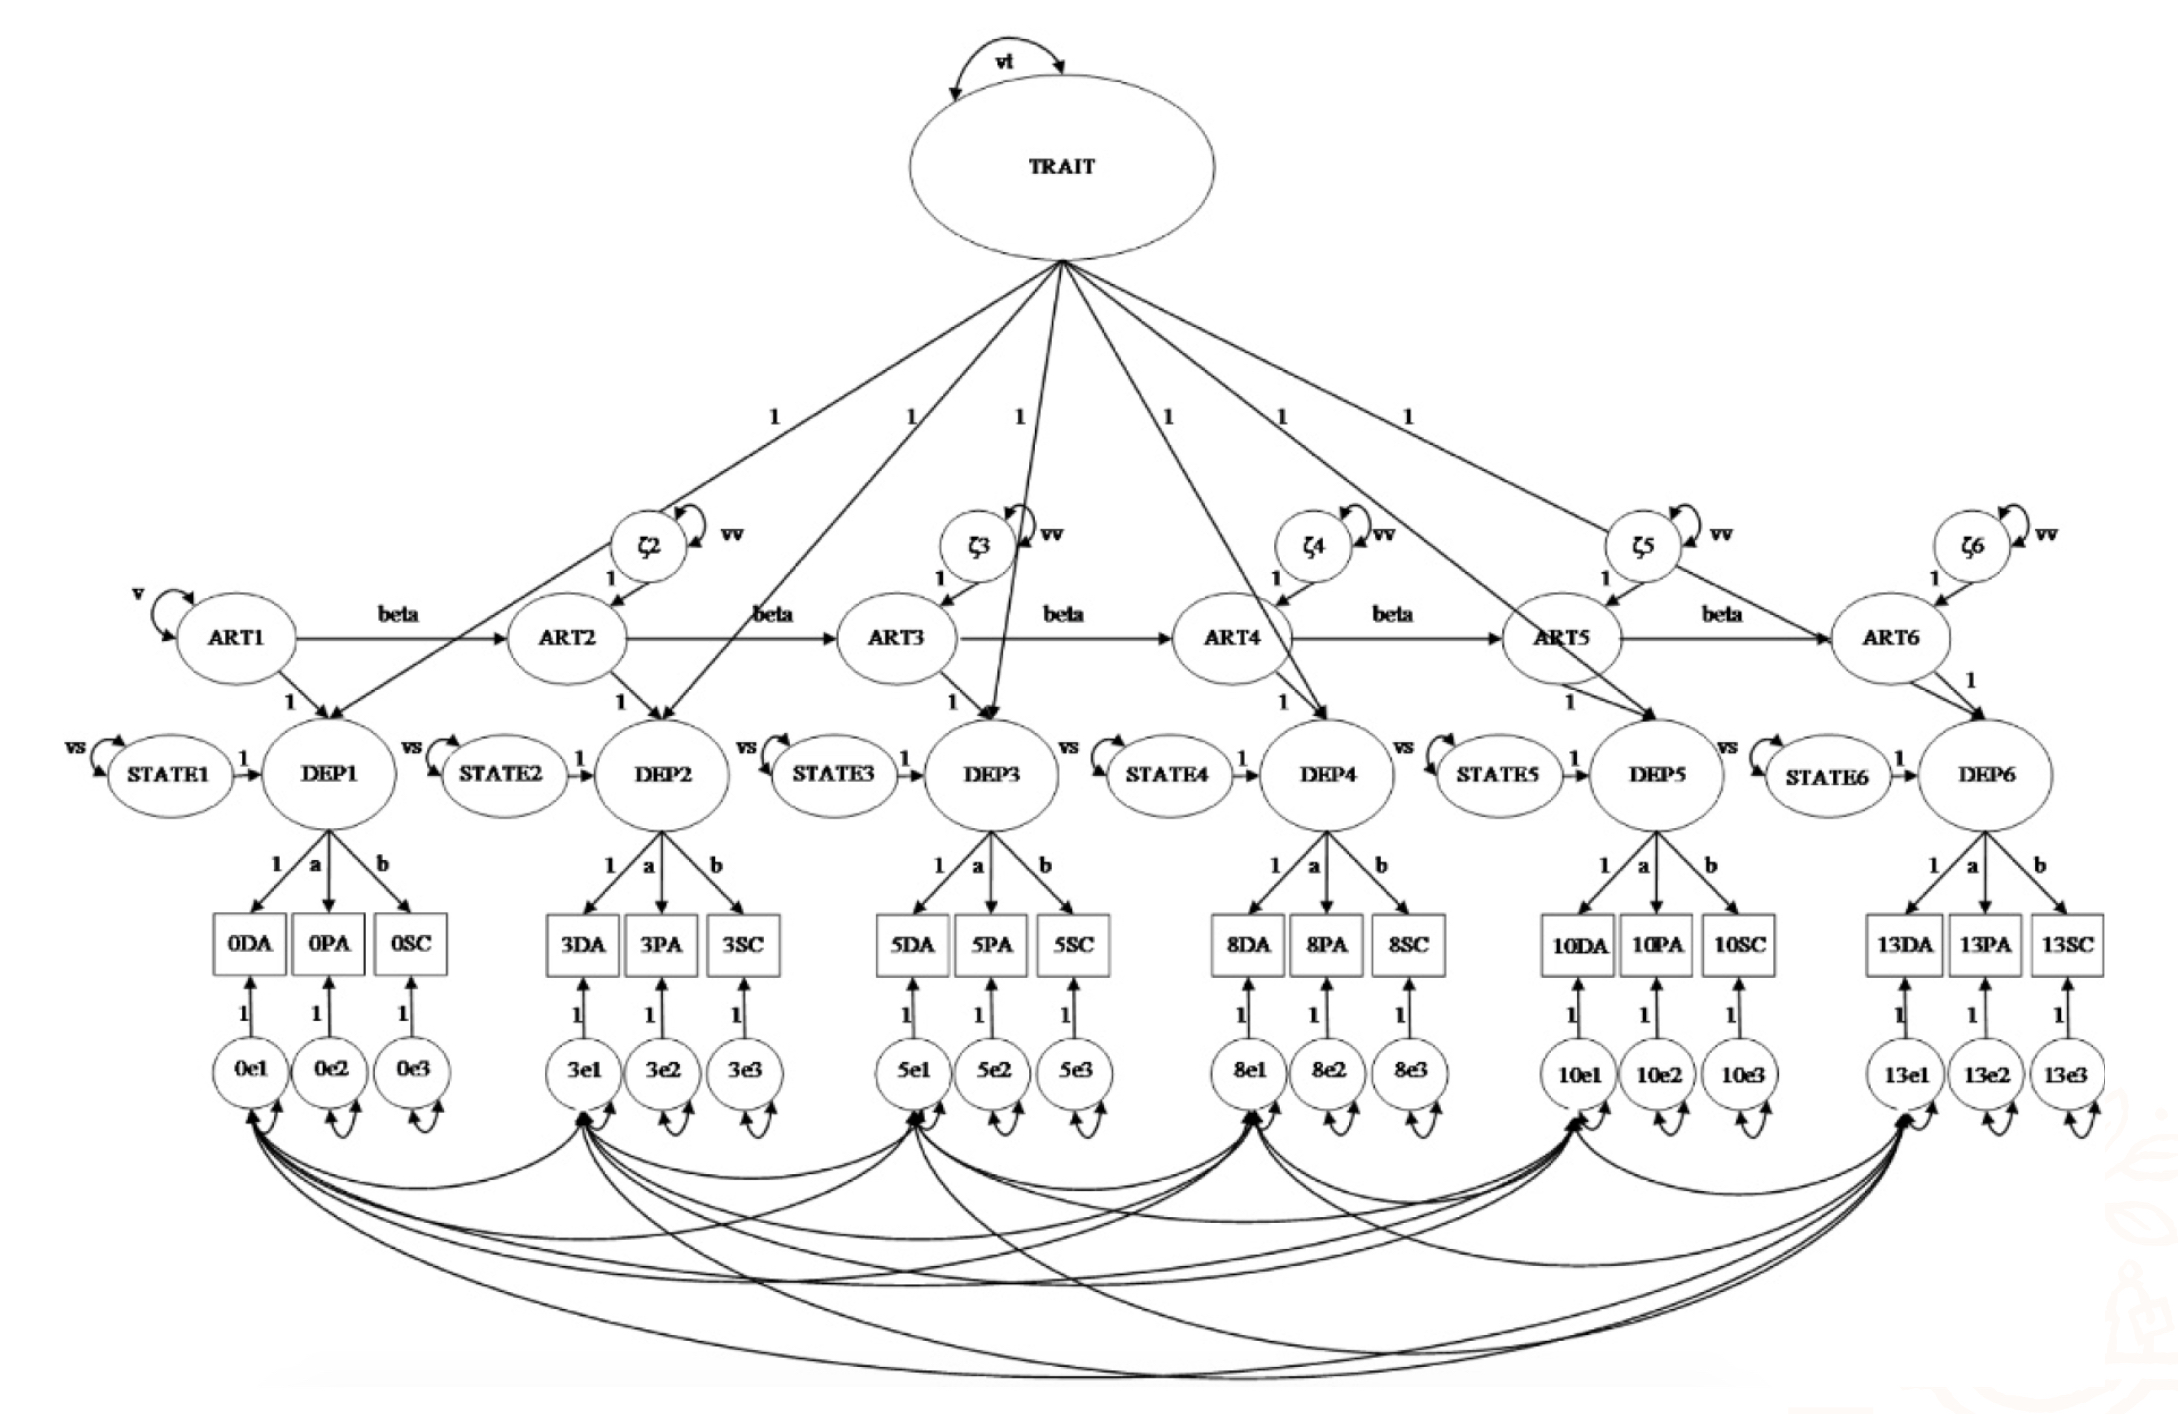 vt
TRAIT
1 1 1 1 1 1
ζ2 vv ζ3 vv ζ4 vv ζ5 vv ζ6 vv
1 1 1 1 1
v beta beta beta beta beta
ART1 ART2 ART3 ART4 ART5 ART6
1 1 1 1 1 1
vs vs vs vs vs vs
1 1 1 1 1 1
STATE1 DEP1 STATE2 DEP2 STATE3 DEP3 STATE4 DEP4 STATE5 DEP5 STATE6 DEP6
1 a b 1 a b 1 a b 1 a b 1 a b 1 a b
0DA 0PA 0SC 3DA 3PA 3SC 5DA 5PA 5SC 8DA 8PA 8SC 10DA 10PA 10SC 13DA 13PA 13SC
1 1 1 1 1 1 1 1 1 1 1 1 1 1 1 1 1 1
0e1 0e2 0e3 3e1 3e2 3e3 5e1 5e2 5e3 8e1 8e2 8e3 10e1 10e2 10e3 13e1 13e2 13e3